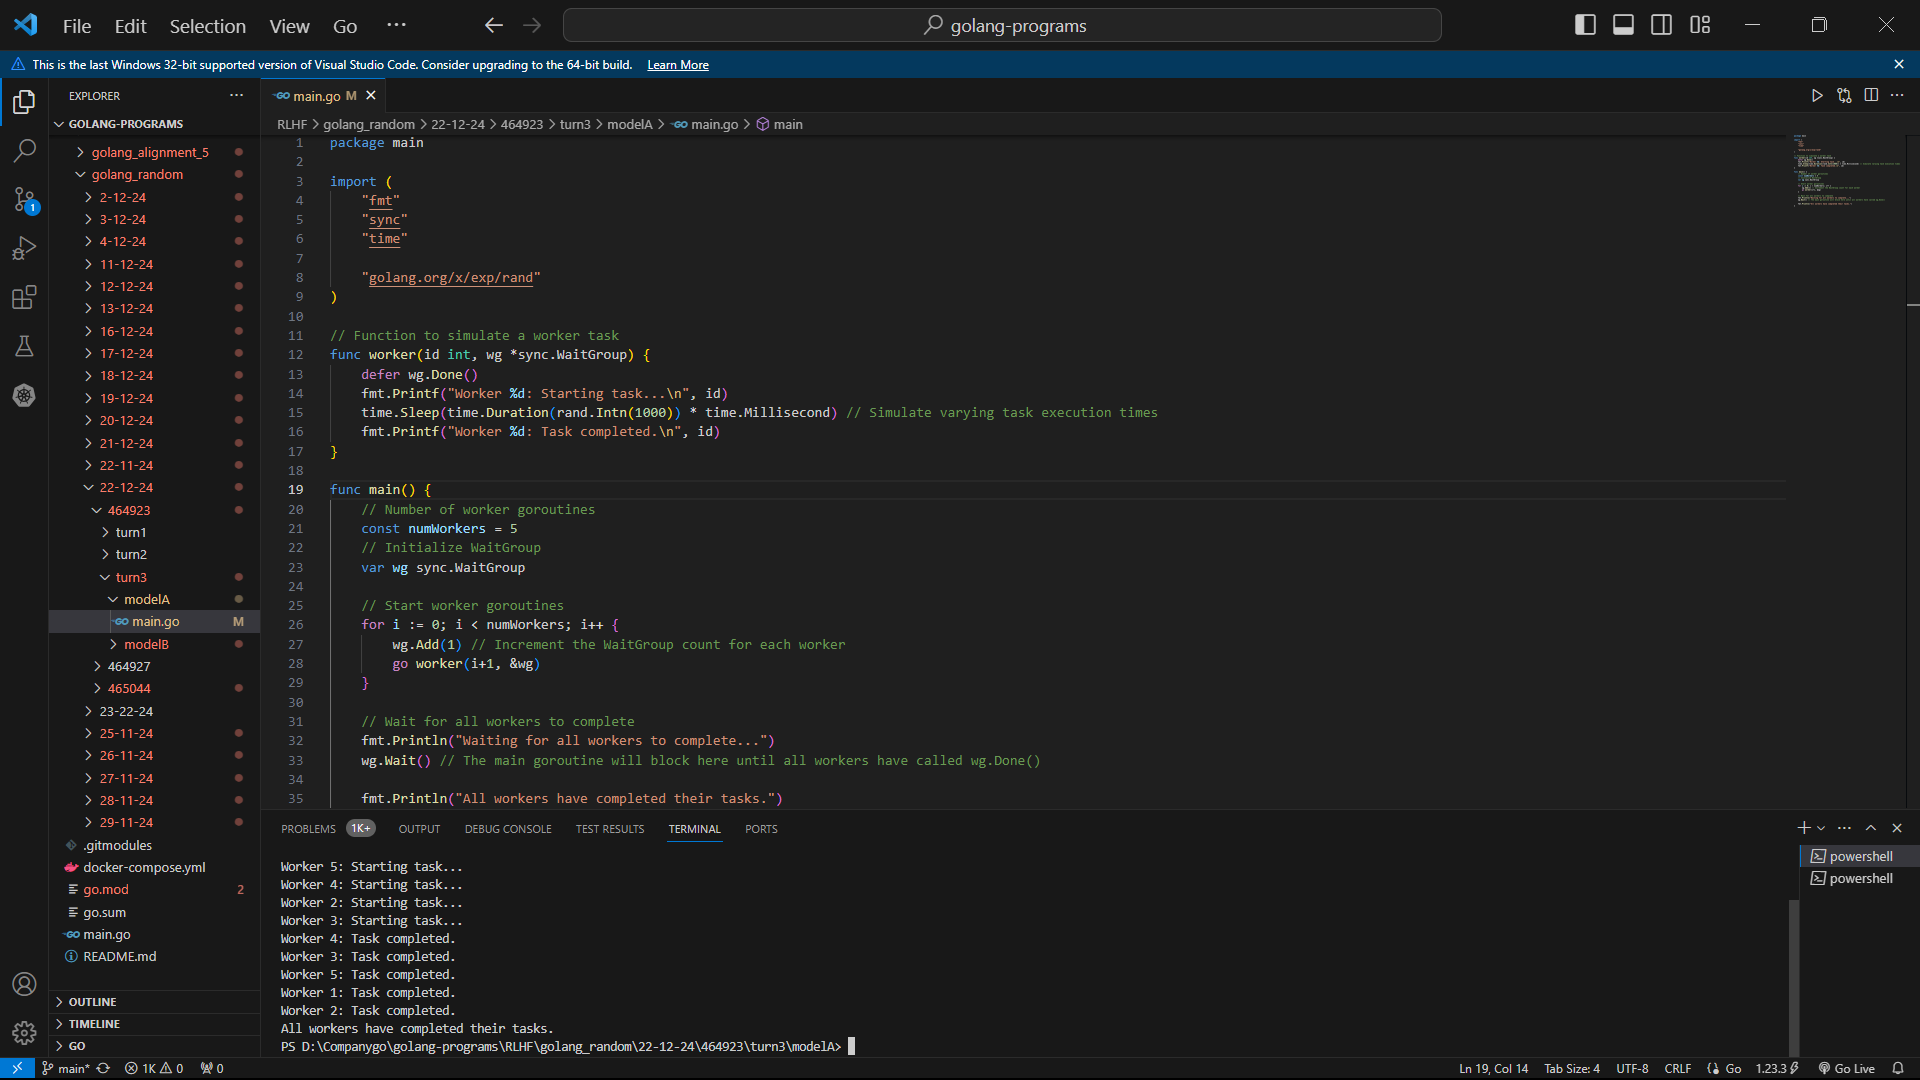 File Edit Selection View Go ··· golang-programs
This is the last Windows 32-bit supported version of Visual Studio Code. Consider upgrading to the 64-bit build. Learn More
EXPLORER ···
GOLANG-PROGRAMS
golang_alignment_5
golang_random
2-12-24
3-12-24
4-12-24
11-12-24
12-12-24
13-12-24
16-12-24
17-12-24
18-12-24
19-12-24
20-12-24
21-12-24
22-11-24
22-12-24
464923
turn1
turn2
turn3
modelA
GO main.go M
modelB
464927
465044
23-22-24
25-11-24
26-11-24
27-11-24
28-11-24
29-11-24
.gitmodules
docker-compose.yml
go.mod 2
go.sum
GO main.go
README.md
OUTLINE
TIMELINE
GO
1
GO main.go M
RLHF > golang_random > 22-12-24 > 464923 > turn3 > modelA > GO main.go > main
1 package main
2
3 import (
4 "fmt"
5 "sync"
6 "time"
7
8 "golang.org/x/exp/rand"
9 )
10
11 // Function to simulate a worker task
12 func worker(id int, wg *sync.WaitGroup) {
13 defer wg.Done()
14 fmt.Printf("Worker %d: Starting task...\n", id)
15 time.Sleep(time.Duration(rand.Intn(1000)) * time.Millisecond) // Simulate varying task execution times
16 fmt.Printf("Worker %d: Task completed.\n", id)
17 }
18
19 func main() {
20 // Number of worker goroutines
21 const numWorkers = 5
22 // Initialize WaitGroup
23 var wg sync.WaitGroup
24
25 // Start worker goroutines
26 for i := 0; i < numWorkers; i++ {
27 wg.Add(1) // Increment the WaitGroup count for each worker
28 go worker(i+1, &wg)
29 }
30
31 // Wait for all workers to complete
32 fmt.Println("Waiting for all workers to complete...")
33 wg.Wait() // The main goroutine will block here until all workers have called wg.Done()
34
35 fmt.Println("All workers have completed their tasks.")
PROBLEMS 1K+ OUTPUT DEBUG CONSOLE TEST RESULTS TERMINAL PORTS
Worker 5: Starting task...
Worker 4: Starting task...
Worker 2: Starting task...
Worker 3: Starting task...
Worker 4: Task completed.
Worker 3: Task completed.
Worker 5: Task completed.
Worker 1: Task completed.
Worker 2: Task completed.
All workers have completed their tasks.
PS D:\Companygo\golang-programs\RLHF\golang_random\22-12-24\464923\turn3\modelA>
powershell
powershell
main* 1K 0 0 Ln 19, Col 14 Tab Size: 4 UTF-8 CRLF Go 1.23.3 Go Live